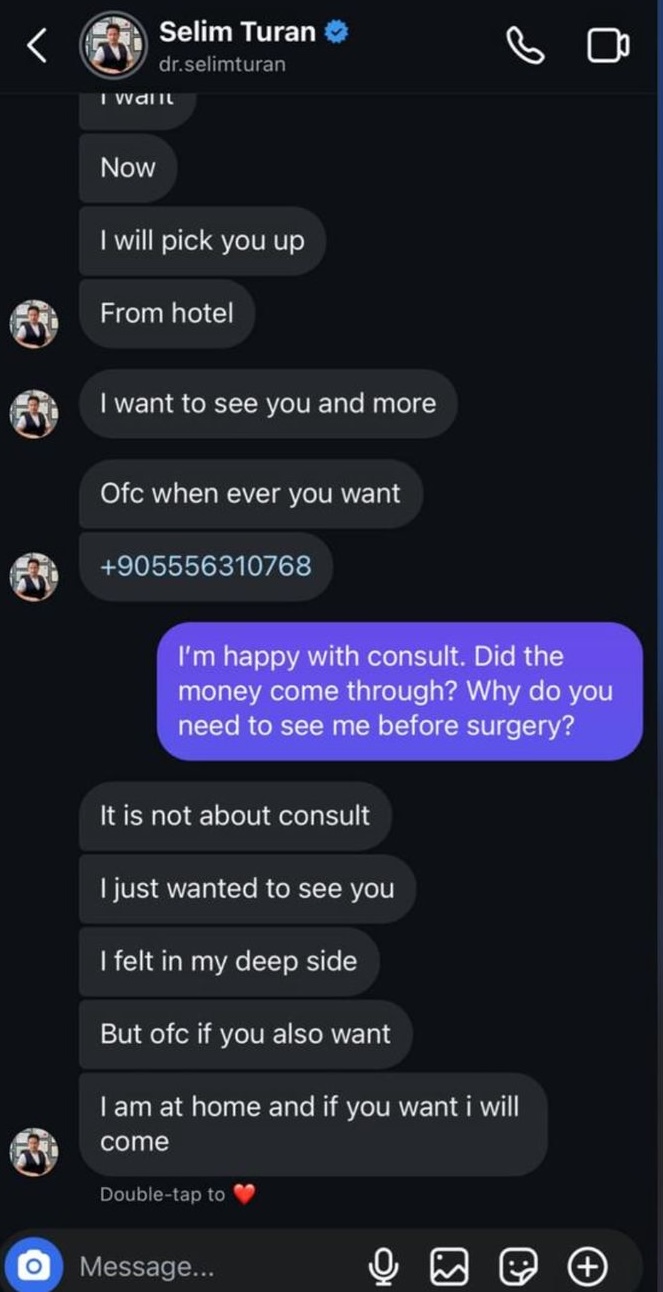 Selim Turan
dr.selimturan
I want
Now
I will pick you up
From hotel
I want to see you and more
Ofc when ever you want
+905556310768
I'm happy with consult. Did the
money come through? Why do you
need to see me before surgery?
It is not about consult
I just wanted to see you
I felt in my deep side
But ofc if you also want
I am at home and if you want i will
come
Double-tap to ❤️
Message...